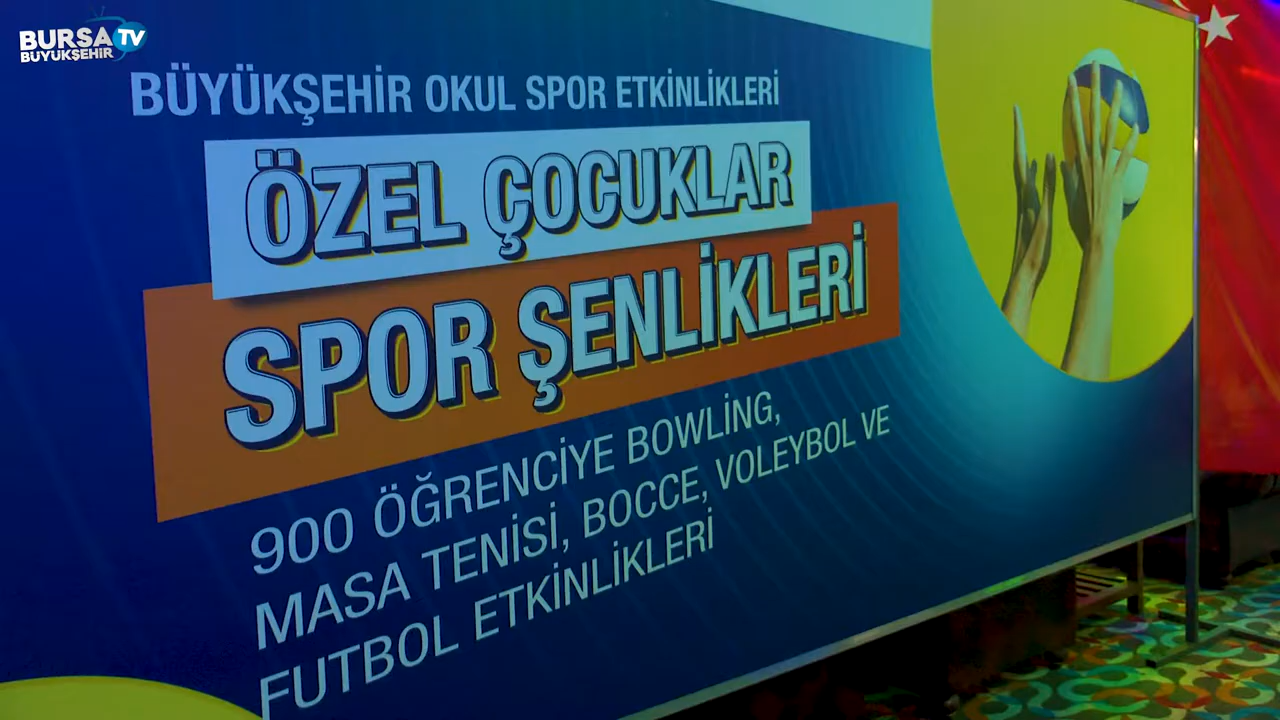 BURSA TV
BÜYÜKŞEHİR
BÜYÜKŞEHİR OKUL SPOR ETKİNLİKLERİ
ÖZEL ÇOCUKLAR
SPOR ŞENLİKLERİ
900 ÖĞRENCİYE BOWLİNG,
MASA TENİSİ, BOCCE, VOLEYBOL VE
FUTBOL ETKİNLİKLERİ